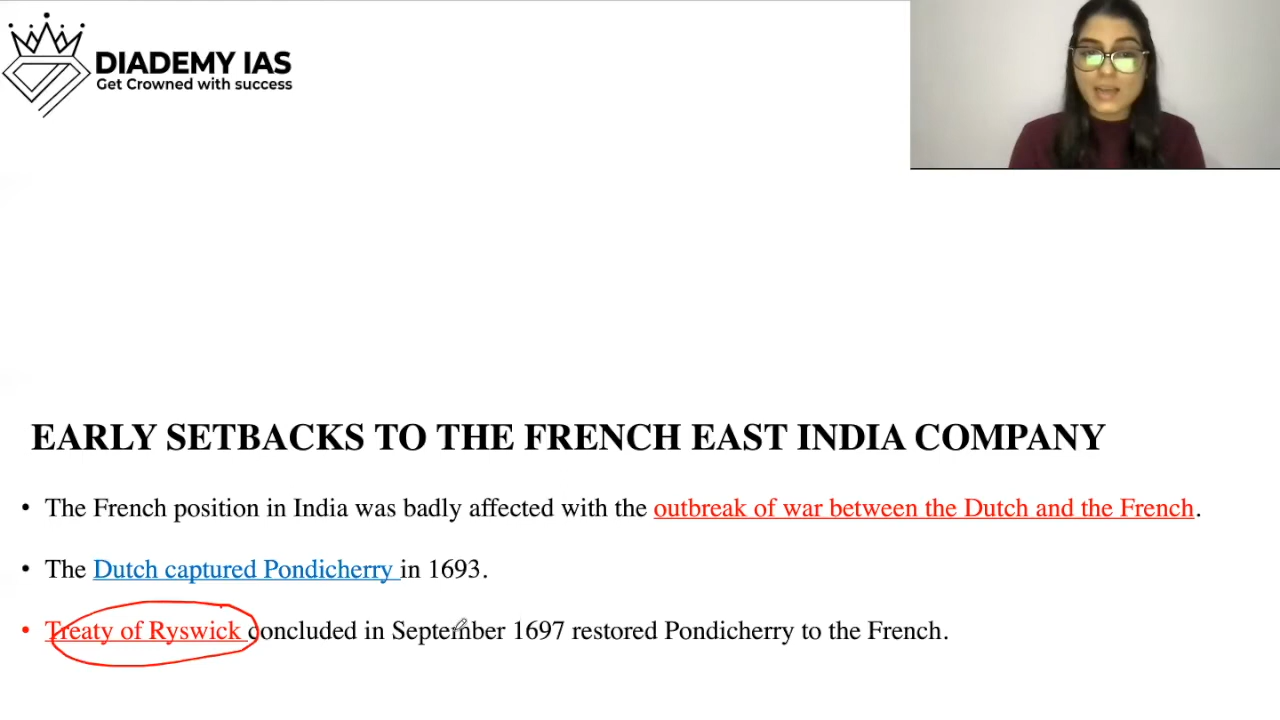 DIADEMY IAS
Get Crowned with success
EARLY SETBACKS TO THE FRENCH EAST INDIA COMPANY
• The French position in India was badly affected with the outbreak of war between the Dutch and the French.
• The Dutch captured Pondicherry in 1693.
• Treaty of Ryswick concluded in September 1697 restored Pondicherry to the French.